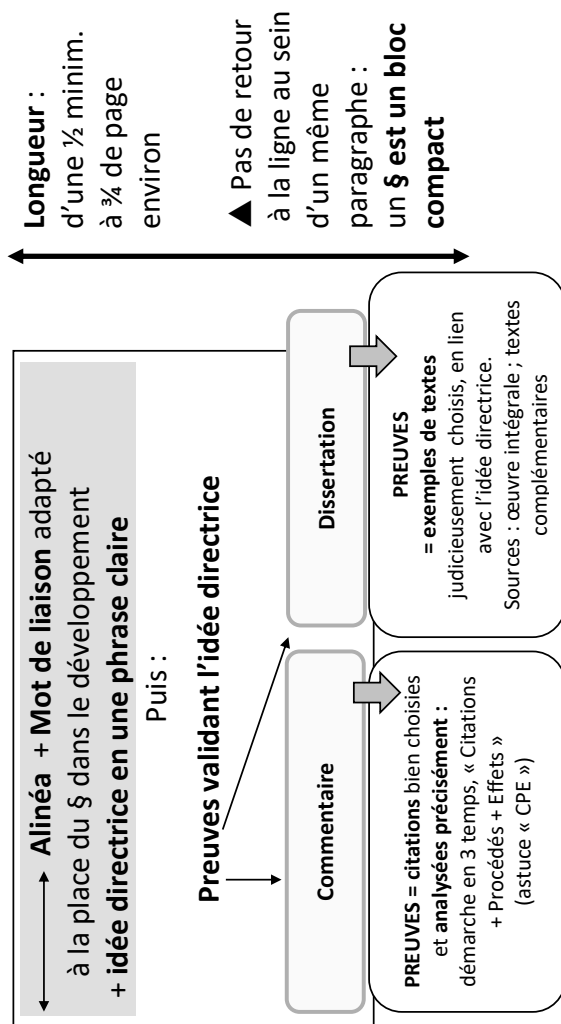 Alinéa + Mot de liaison adapté
à la place du § dans le développement
+ idée directrice en une phrase claire
Puis :
Preuves validant l’idée directrice
Commentaire
PREUVES = citations bien choisies
et analysées précisément :
démarche en 3 temps, « Citations
+ Procédés + Effets »
(astuce « CPE »)
Dissertation
PREUVES
= exemples de textes
judicieusement choisis, en lien
avec l’idée directrice.
Sources : œuvre intégrale ; textes
complémentaires
Longueur :
d’une ½ minim.
à ¾ de page
environ
▲ Pas de retour
à la ligne au sein
d’un même
paragraphe :
un § est un bloc
compact